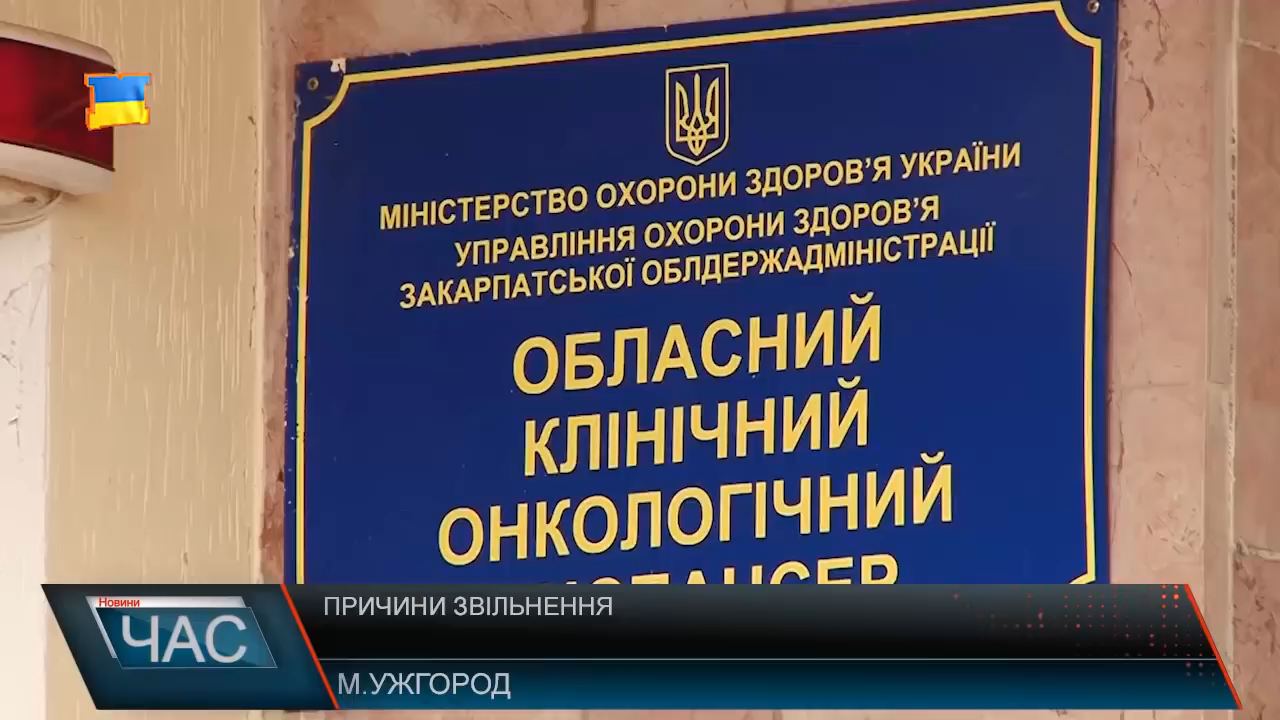 МІНІСТЕРСТВО ОХОРОНИ ЗДОРОВ'Я УКРАЇНИ
УПРАВЛІННЯ ОХОРОНИ ЗДОРОВ'Я
ЗАКАРПАТСЬКОЇ ОБЛДЕРЖАДМІНІСТРАЦІЇ
ОБЛАСНИЙ
КЛІНІЧНИЙ
ОНКОЛОГІЧНИЙ
Новини
ЧАС
ПРИЧИНИ ЗВІЛЬНЕННЯ
М.УЖГОРОД